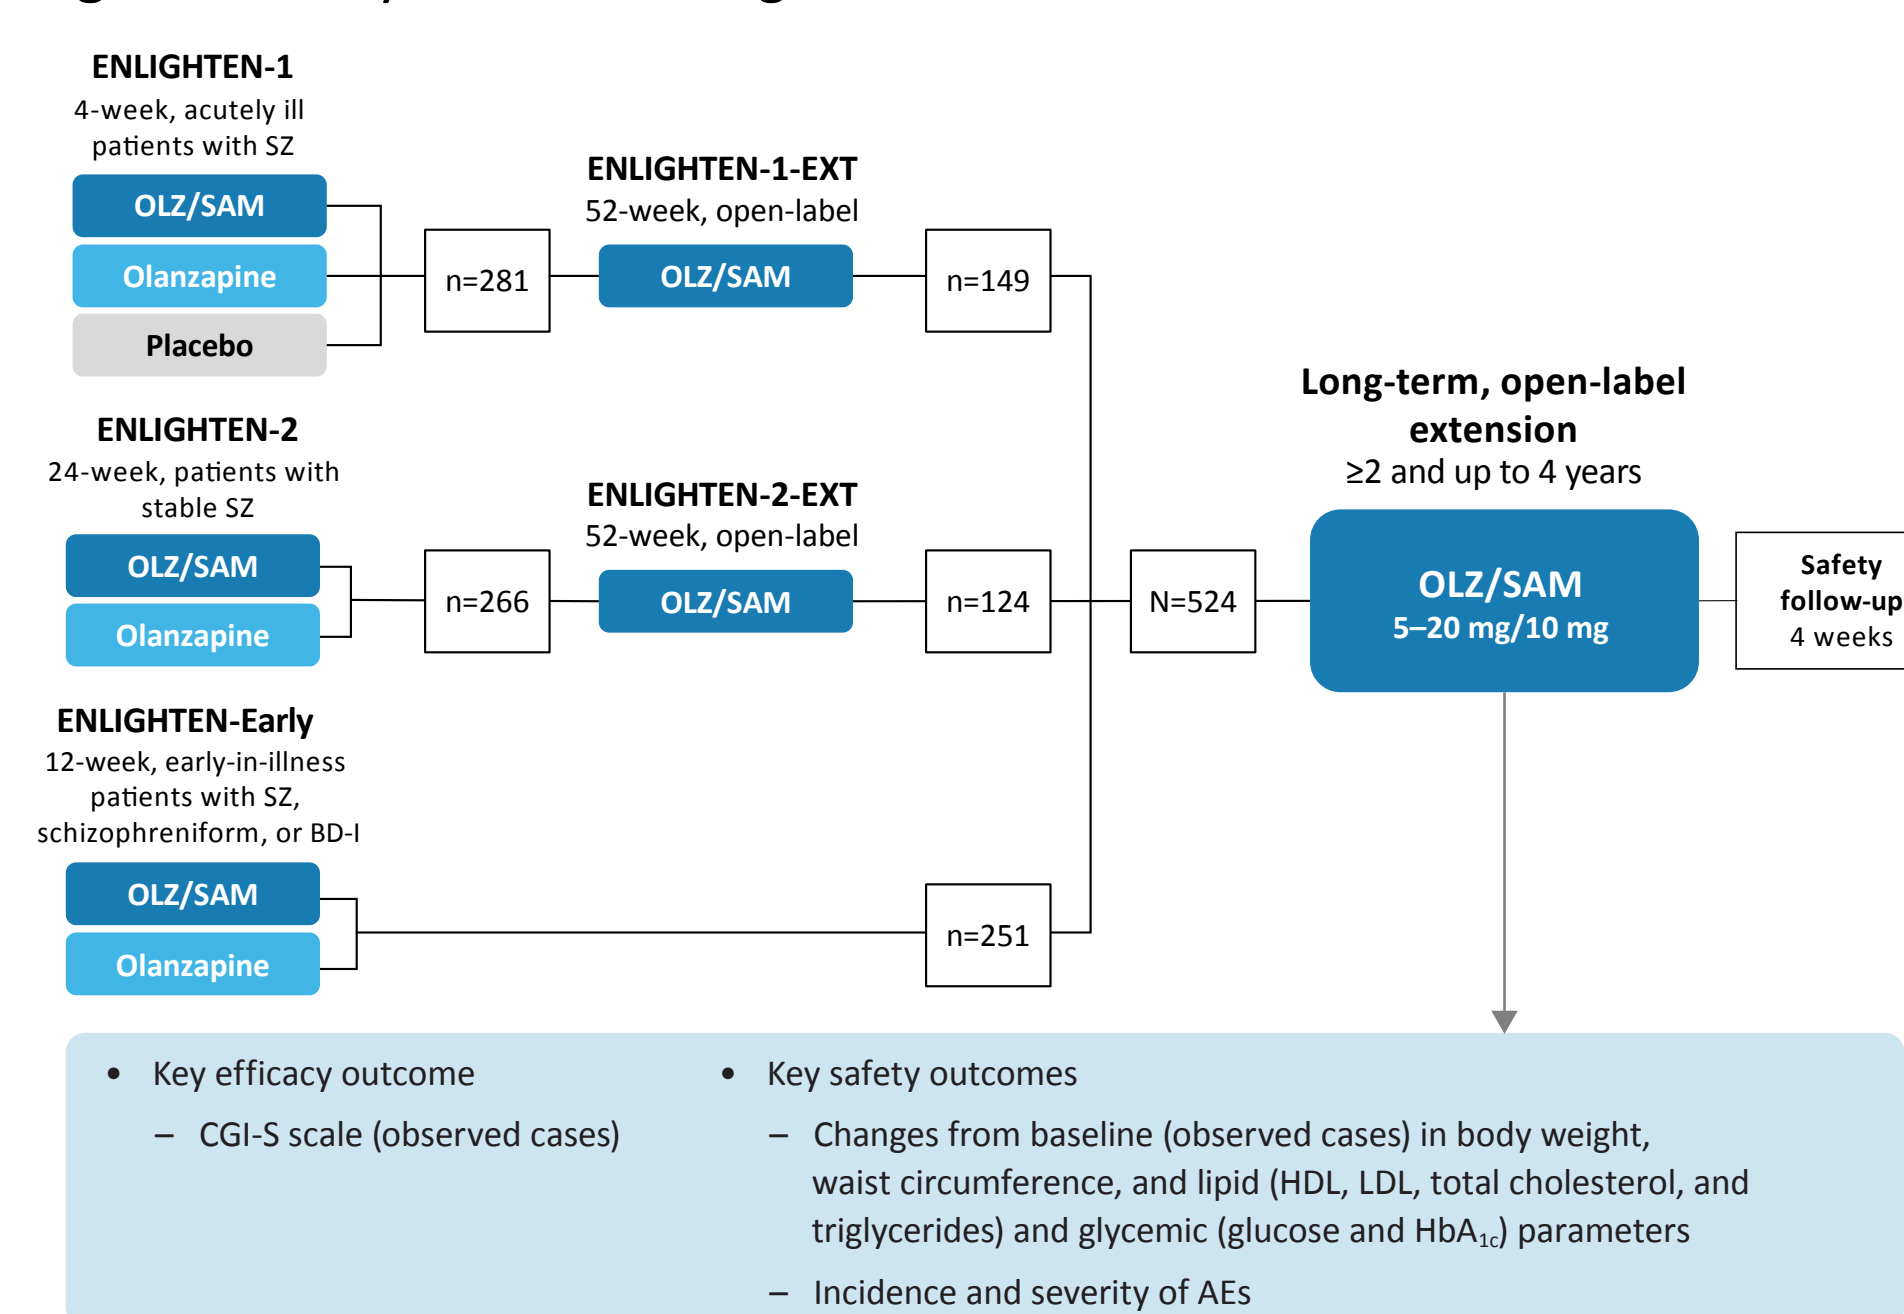 ENLIGHTEN-1
4-week, acutely ill
patients with SZ
OLZ/SAM
Olanzapine
Placebo
n=281
ENLIGHTEN-1-EXT
52-week, open-label
OLZ/SAM
n=149
ENLIGHTEN-2
24-week, patients with
stable SZ
OLZ/SAM
Olanzapine
n=266
ENLIGHTEN-2-EXT
52-week, open-label
OLZ/SAM
n=124
ENLIGHTEN-Early
12-week, early-in-illness
patients with SZ,
schizophreniform, or BD-I
OLZ/SAM
Olanzapine
n=251
N=524
Long-term, open-label
extension
≥2 and up to 4 years
OLZ/SAM
5–20 mg/10 mg
Safety
follow-up
4 weeks
• Key efficacy outcome
– CGI-S scale (observed cases)
• Key safety outcomes
– Changes from baseline (observed cases) in body weight,
waist circumference, and lipid (HDL, LDL, total cholesterol, and
triglycerides) and glycemic (glucose and HbA1c) parameters
– Incidence and severity of AEs